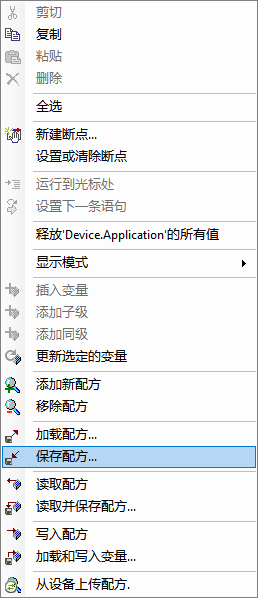 剪切
复制
粘贴
删除
全选
新建断点...
设置或清除断点
运行到光标处
设置下一条语句
释放'Device.Application'的所有值
显示模式
插入变量
添加子级
添加同级
更新选定的变量
添加新配方
移除配方
加载配方...
保存配方...
读取配方
读取并保存配方...
写入配方
加载和写入变量...
从设备上传配方.